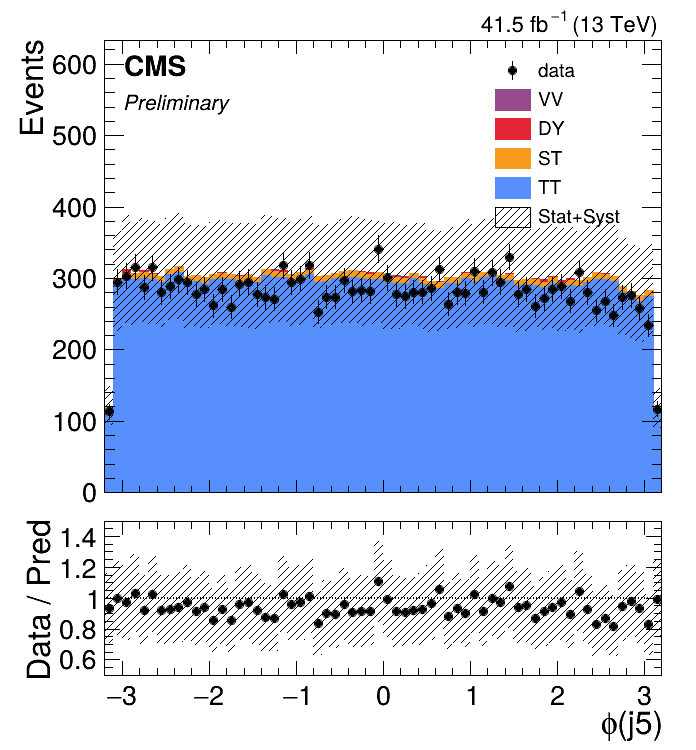 41.5 fb⁻¹ (13 TeV)
Events
600
500
400
300
200
100
0
CMS
Preliminary
data
VV
DY
ST
TT
Stat+Syst
Data / Pred
1.4
1.2
1
0.8
0.6
−3 −2 −1 0 1 2 3
ϕ(j5)